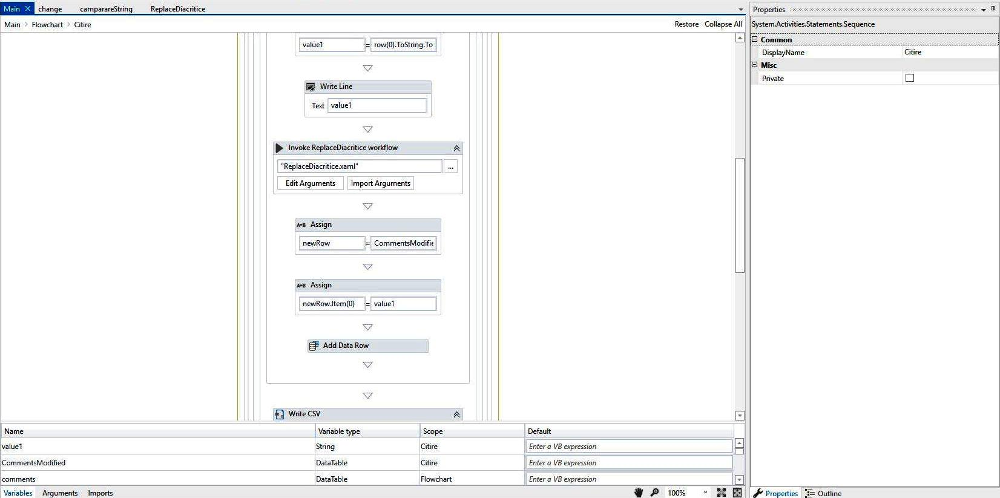 Main × change camparareString ReplaceDiacritice
Main > Flowchart > Citire Restore Collapse All
value1 = row(0).ToString.To
Write Line
Text value1
Invoke ReplaceDiacritice workflow
"ReplaceDiacritice.xaml" ...
Edit Arguments Import Arguments
A+B Assign
newRow = CommentsModifie
A+B Assign
newRow.Item(0) = value1
Add Data Row
Write CSV
Name Variable type Scope Default
value1 String Citire Enter a VB expression
CommentsModified DataTable Citire Enter a VB expression
comments DataTable Flowchart Enter a VB expression
Variables Arguments Imports 100%
Properties
System.Activities.Statements.Sequence
Common
DisplayName Citire
Misc
Private
Properties Outline